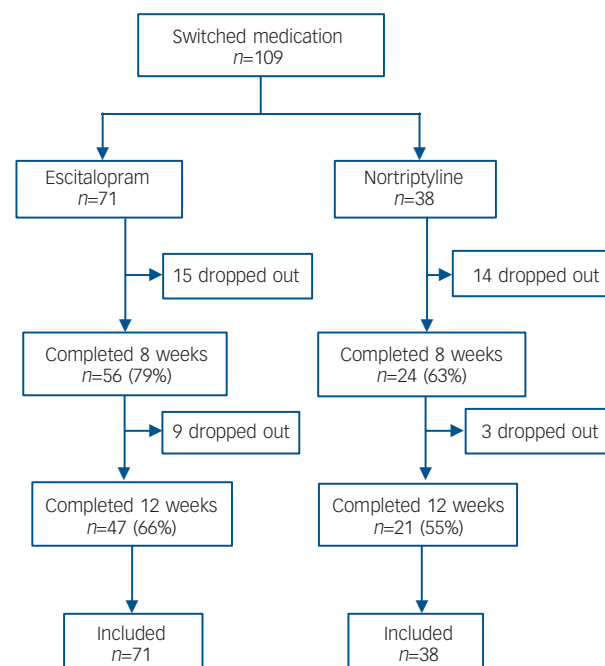 Switched medication
n=109
Escitalopram
n=71
Nortriptyline
n=38
15 dropped out
14 dropped out
Completed 8 weeks
n=56 (79%)
Completed 8 weeks
n=24 (63%)
9 dropped out
3 dropped out
Completed 12 weeks
n=47 (66%)
Completed 12 weeks
n=21 (55%)
Included
n=71
Included
n=38